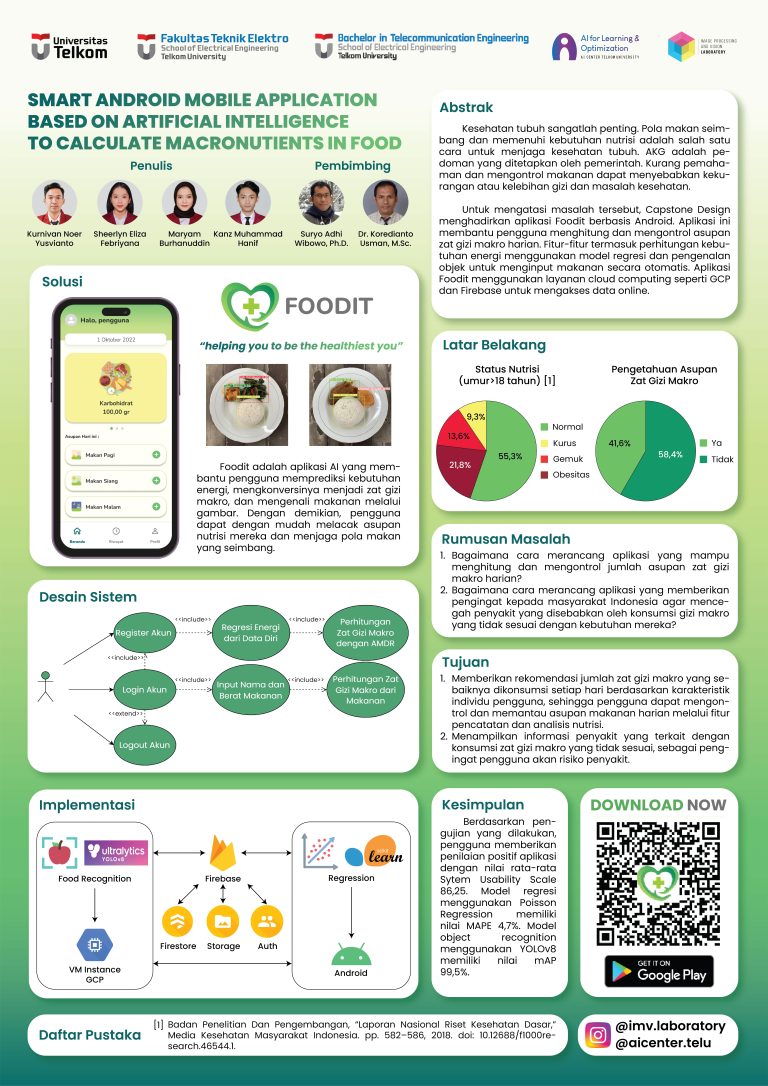 Universitas
Telkom
Fakultas Teknik Elektro
School of Electrical Engineering
Telkom University
Bachelor in Telecommunication Engineering
School of Electrical Engineering
Telkom University
AI for Learning &
Optimization
AI CENTER TELKOM UNIVERSITY
IMAGE PROCESSING
AND VISION
LABORATORY
SMART ANDROID MOBILE APPLICATION
BASED ON ARTIFICIAL INTELLIGENCE
TO CALCULATE MACRONUTIENTS IN FOOD
Penulis
Pembimbing
Kurnivan Noer
Yusvianto
Sheerlyn Eliza
Febriyana
Maryam
Burhanuddin
Kanz Muhammad
Hanif
Suryo Adhi
Wibowo, Ph.D.
Dr. Koredianto
Usman, M.Sc.
Abstrak
Kesehatan tubuh sangatlah penting. Pola makan seim-
bang dan memenuhi kebutuhan nutrisi adalah salah satu
cara untuk menjaga kesehatan tubuh. AKG adalah pe-
doman yang ditetapkan oleh pemerintah. Kurang pemaha-
man dan mengontrol makanan dapat menyebabkan keku-
rangan atau kelebihan gizi dan masalah kesehatan.
Untuk mengatasi masalah tersebut, Capstone Design
menghadirkan aplikasi Foodit berbasis Android. Aplikasi ini
membantu pengguna menghitung dan mengontrol asupan
zat gizi makro harian. Fitur-fitur termasuk perhitungan kebu-
tuhan energi menggunakan model regresi dan pengenalan
objek untuk menginput makanan secara otomatis. Aplikasi
Foodit menggunakan layanan cloud computing seperti GCP
dan Firebase untuk mengakses data online.
Solusi
Halo, pengguna
1 Oktober 2022
Karbohidrat
100,00 gr
Asupan Hari ini :
Makan Pagi
Makan Siang
Makan Malam
Beranda
Riwayat
Profil
FOODIT
“helping you to be the healthiest you”
Foodit adalah aplikasi AI yang mem-
bantu pengguna memprediksi kebutuhan
energi, mengkonversinya menjadi zat gizi
makro, dan mengenali makanan melalui
gambar. Dengan demikian, pengguna
dapat dengan mudah melacak asupan
nutrisi mereka dan menjaga pola makan
yang seimbang.
Latar Belakang
Status Nutrisi
(umur>18 tahun) [1]
9,3%
13,6%
21,8%
55,3%
Normal
Kurus
Gemuk
Obesitas
Pengetahuan Asupan
Zat Gizi Makro
41,6%
58,4%
Ya
Tidak
Rumusan Masalah
1. Bagaimana cara merancang aplikasi yang mampu
menghitung dan mengontrol jumlah asupan zat gizi
makro harian?
2. Bagaimana cara merancang aplikasi yang memberikan
pengingat kepada masyarakat Indonesia agar mence-
gah penyakit yang disebabkan oleh konsumsi gizi makro
yang tidak sesuai dengan kebutuhan mereka?
Desain Sistem
Register Akun
<<include>>
Regresi Energi
dari Data Diri
<<include>>
Perhitungan
Zat Gizi Makro
dengan AMDR
<<include>>
Login Akun
<<include>>
Input Nama dan
Berat Makanan
<<include>>
Perhitungan Zat
Gizi Makro dari
Makanan
<<extend>>
Logout Akun
Tujuan
1. Memberikan rekomendasi jumlah zat gizi makro yang se-
baiknya dikonsumsi setiap hari berdasarkan karakteristik
individu pengguna, sehingga pengguna dapat mengon-
trol dan memantau asupan makanan harian melalui fitur
pencatatan dan analisis nutrisi.
2. Menampilkan informasi penyakit yang terkait dengan
konsumsi zat gizi makro yang tidak sesuai, sebagai peng-
ingat pengguna akan risiko penyakit.
Implementasi
ultralytics
YOLOv8
Food Recognition
VM Instance
GCP
Firebase
Firestore
Storage
Auth
learn
Regression
Android
Kesimpulan
Berdasarkan pen-
gujian yang dilakukan,
pengguna memberikan
penilaian positif aplikasi
dengan nilai rata-rata
Sytem Usability Scale
86,25. Model regresi
menggunakan Poisson
Regression memiliki
nilai MAPE 4,7%. Model
object recognition
menggunakan YOLOv8
memiliki nilai mAP
99,5%.
DOWNLOAD NOW
GET IT ON
Google Play
Daftar Pustaka
[1] Badan Penelitian Dan Pengembangan, “Laporan Nasional Riset Kesehatan Dasar,”
Media Kesehatan Masyarakat Indonesia. pp. 582–586, 2018. doi: 10.12688/f1000re-
search.46544.1.
@imv.laboratory
@aicenter.telu